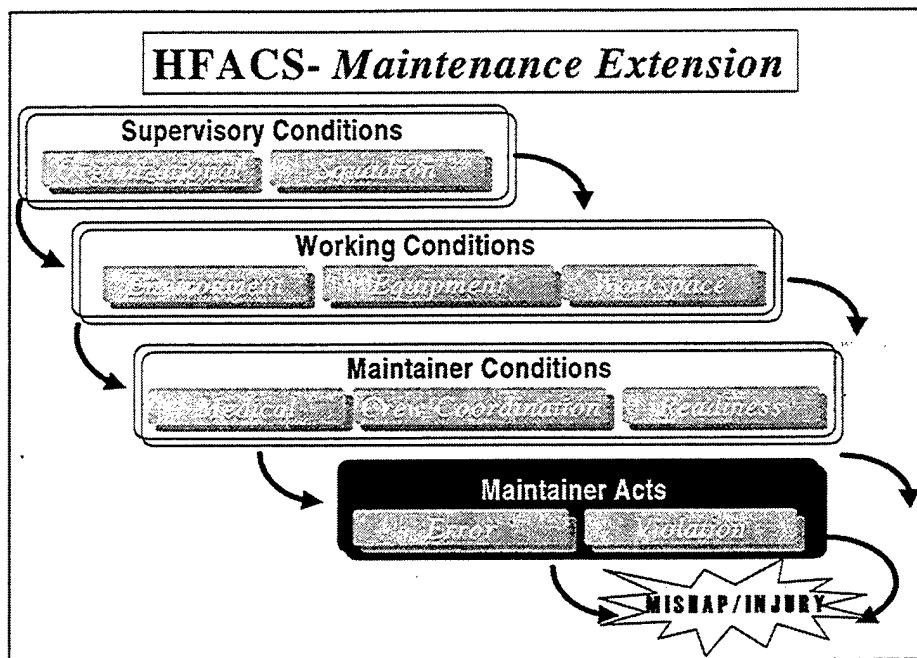 HFACS- Maintenance Extension
Supervisory Conditions
Organizational Squadron
Working Conditions
Environment Equipment Workspace
Maintainer Conditions
Medical Crew Coordination Readiness
Maintainer Acts
Error Violation
MISHAP/INJURY